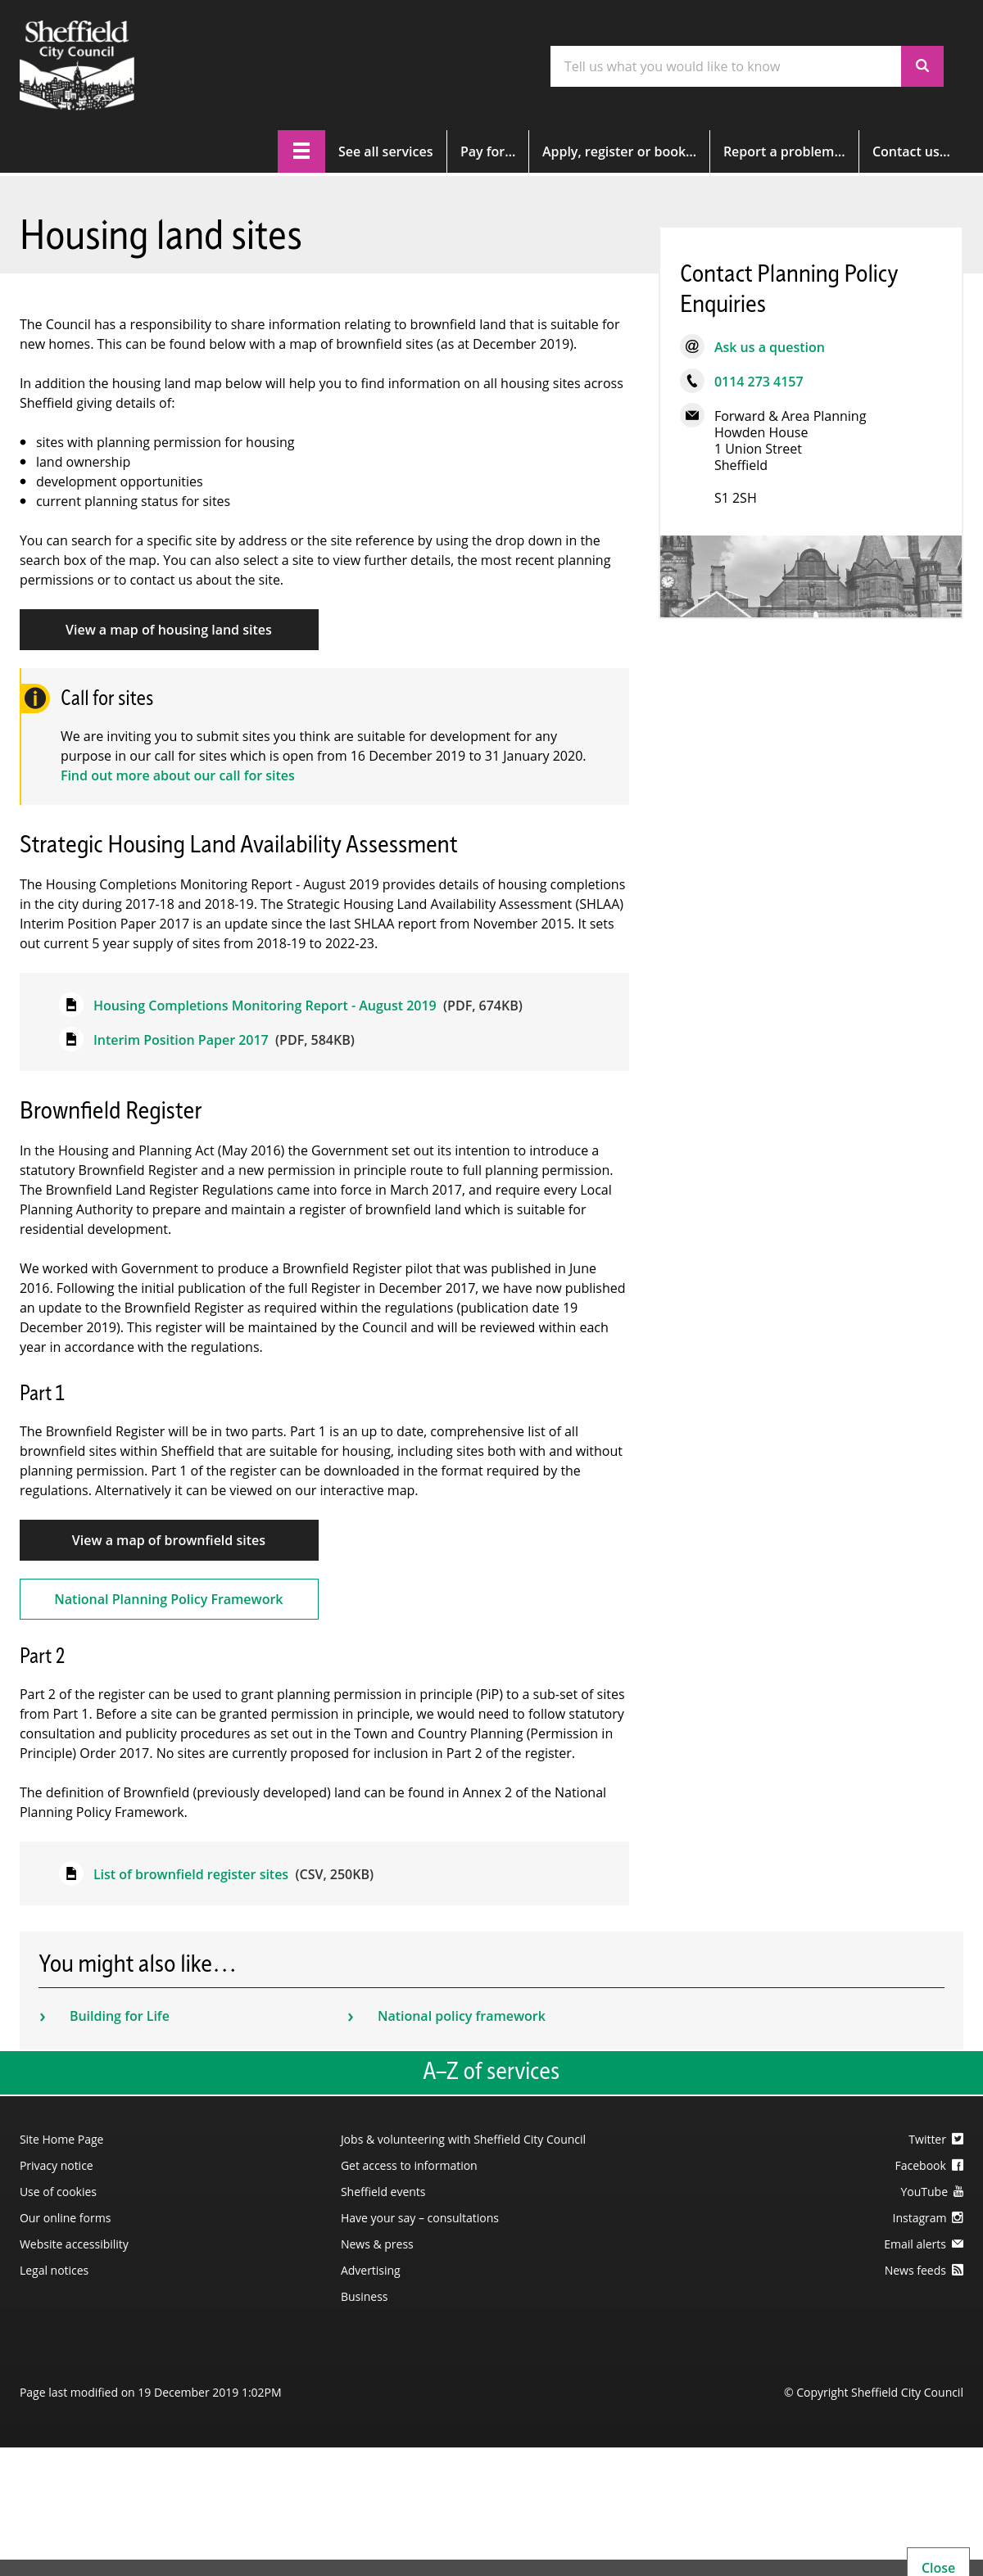 Sheffield
City Council
Tell us what you would like to know
See all services
Pay for...
Apply, register or book...
Report a problem...
Contact us...
Housing land sites
The Council has a responsibility to share information relating to brownfield land that is suitable for
new homes. This can be found below with a map of brownfield sites (as at December 2019).
In addition the housing land map below will help you to find information on all housing sites across
Sheffield giving details of:
sites with planning permission for housing
land ownership
development opportunities
current planning status for sites
You can search for a specific site by address or the site reference by using the drop down in the
search box of the map. You can also select a site to view further details, the most recent planning
permissions or to contact us about the site.
View a map of housing land sites
Call for sites
We are inviting you to submit sites you think are suitable for development for any
purpose in our call for sites which is open from 16 December 2019 to 31 January 2020.
Find out more about our call for sites
Strategic Housing Land Availability Assessment
The Housing Completions Monitoring Report - August 2019 provides details of housing completions
in the city during 2017-18 and 2018-19. The Strategic Housing Land Availability Assessment (SHLAA)
Interim Position Paper 2017 is an update since the last SHLAA report from November 2015. It sets
out current 5 year supply of sites from 2018-19 to 2022-23.
Housing Completions Monitoring Report - August 2019 (PDF, 674KB)
Interim Position Paper 2017 (PDF, 584KB)
Brownfield Register
In the Housing and Planning Act (May 2016) the Government set out its intention to introduce a
statutory Brownfield Register and a new permission in principle route to full planning permission.
The Brownfield Land Register Regulations came into force in March 2017, and require every Local
Planning Authority to prepare and maintain a register of brownfield land which is suitable for
residential development.
We worked with Government to produce a Brownfield Register pilot that was published in June
2016. Following the initial publication of the full Register in December 2017, we have now published
an update to the Brownfield Register as required within the regulations (publication date 19
December 2019). This register will be maintained by the Council and will be reviewed within each
year in accordance with the regulations.
Part 1
The Brownfield Register will be in two parts. Part 1 is an up to date, comprehensive list of all
brownfield sites within Sheffield that are suitable for housing, including sites both with and without
planning permission. Part 1 of the register can be downloaded in the format required by the
regulations. Alternatively it can be viewed on our interactive map.
View a map of brownfield sites
National Planning Policy Framework
Part 2
Part 2 of the register can be used to grant planning permission in principle (PiP) to a sub-set of sites
from Part 1. Before a site can be granted permission in principle, we would need to follow statutory
consultation and publicity procedures as set out in the Town and Country Planning (Permission in
Principle) Order 2017. No sites are currently proposed for inclusion in Part 2 of the register.
The definition of Brownfield (previously developed) land can be found in Annex 2 of the National
Planning Policy Framework.
List of brownfield register sites (CSV, 250KB)
Contact Planning Policy
Enquiries
Ask us a question
0114 273 4157
Forward & Area Planning
Howden House
1 Union Street
Sheffield
S1 2SH
You might also like…
Building for Life
National policy framework
A–Z of services
Site Home Page
Privacy notice
Use of cookies
Our online forms
Website accessibility
Legal notices
Jobs & volunteering with Sheffield City Council
Get access to information
Sheffield events
Have your say – consultations
News & press
Advertising
Business
Twitter
Facebook
YouTube
Instagram
Email alerts
News feeds
Page last modified on 19 December 2019 1:02PM
© Copyright Sheffield City Council
Close